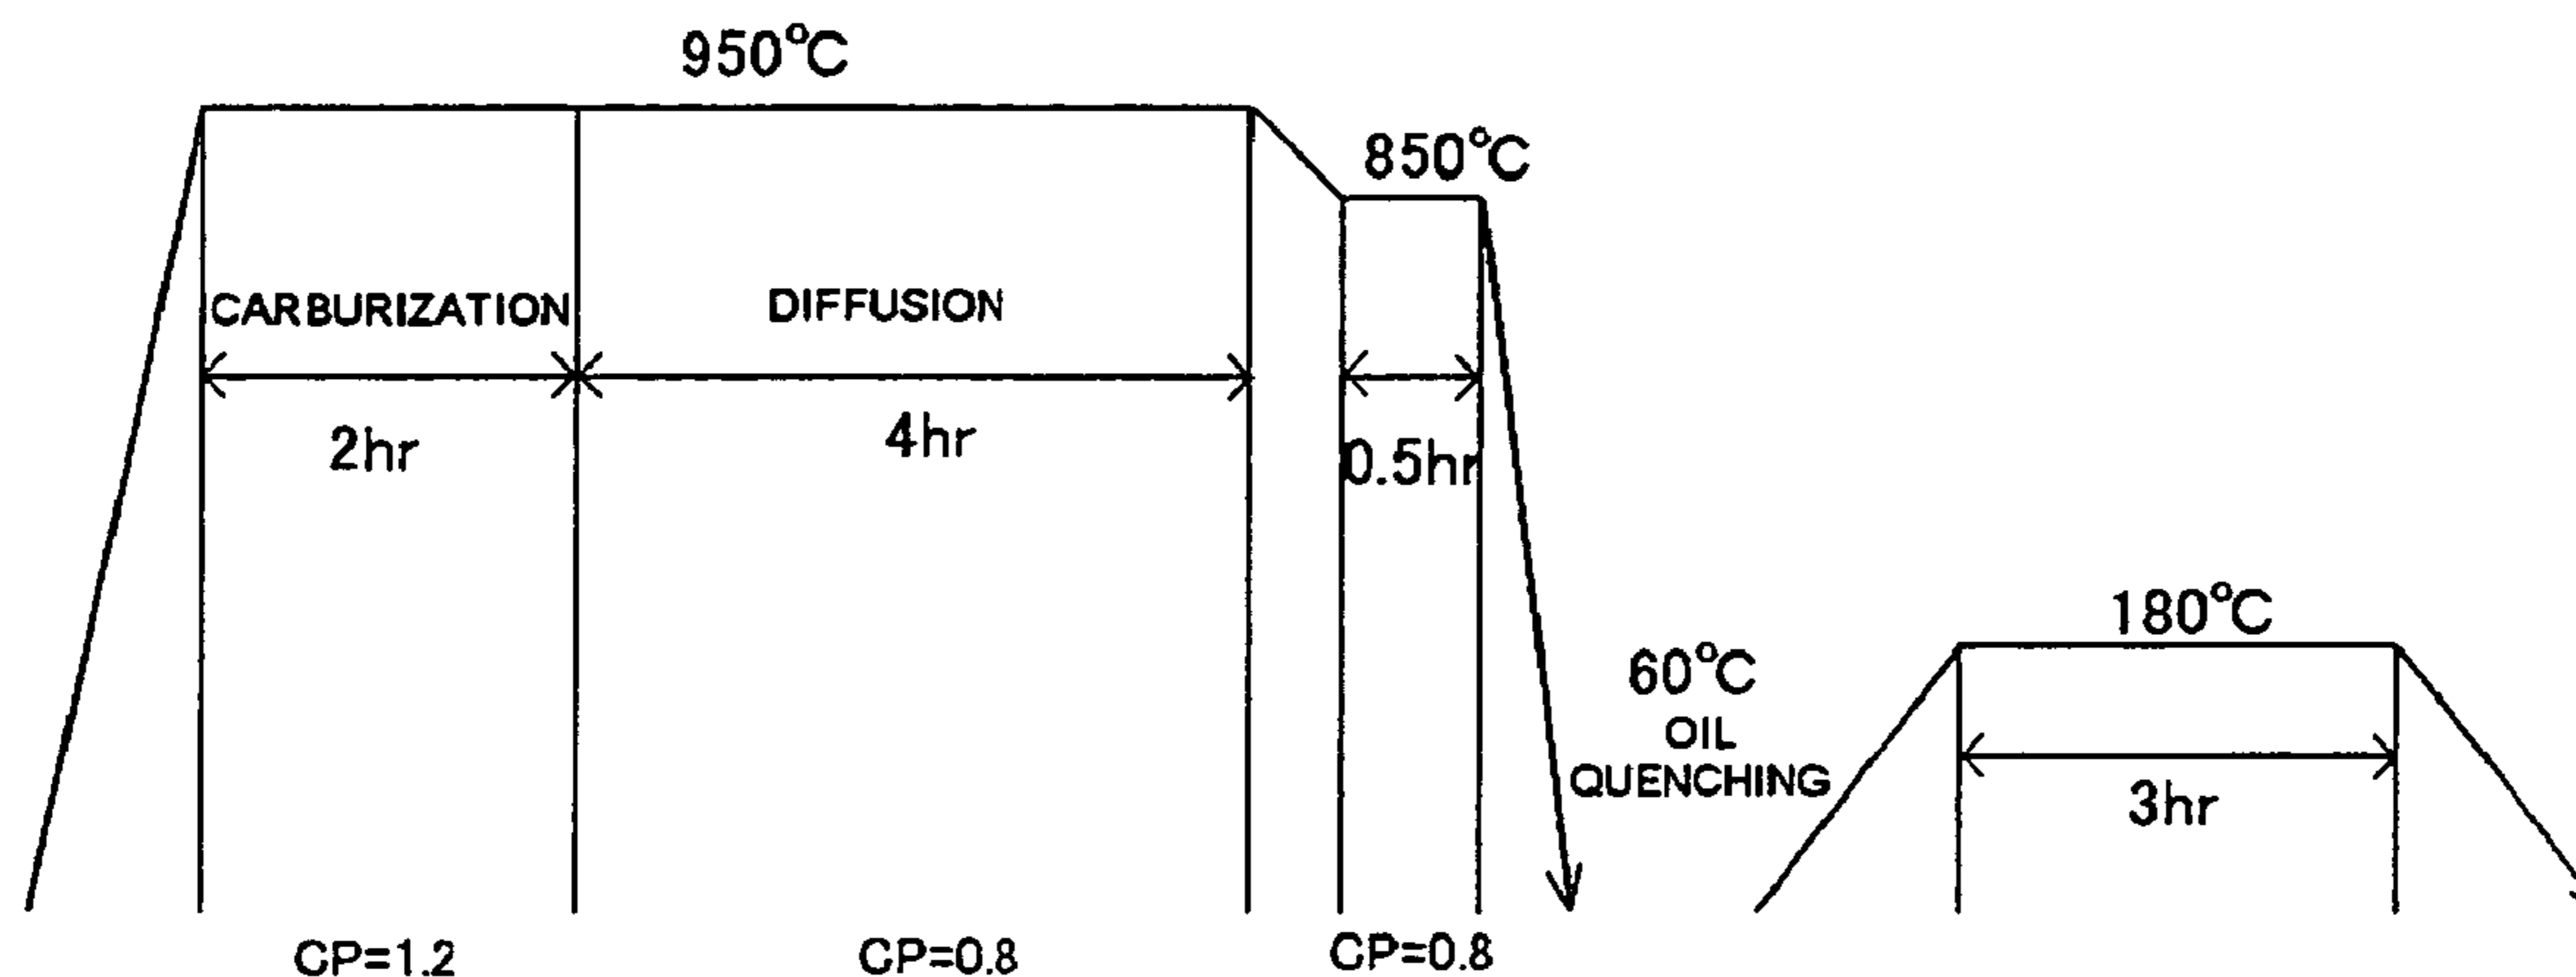 950°C
850°C
CARBURIZATION
DIFFUSION
2hr
4hr
0.5hr
180°C
60°C
OIL
QUENCHING
3hr
CP=1.2
CP=0.8
CP=0.8